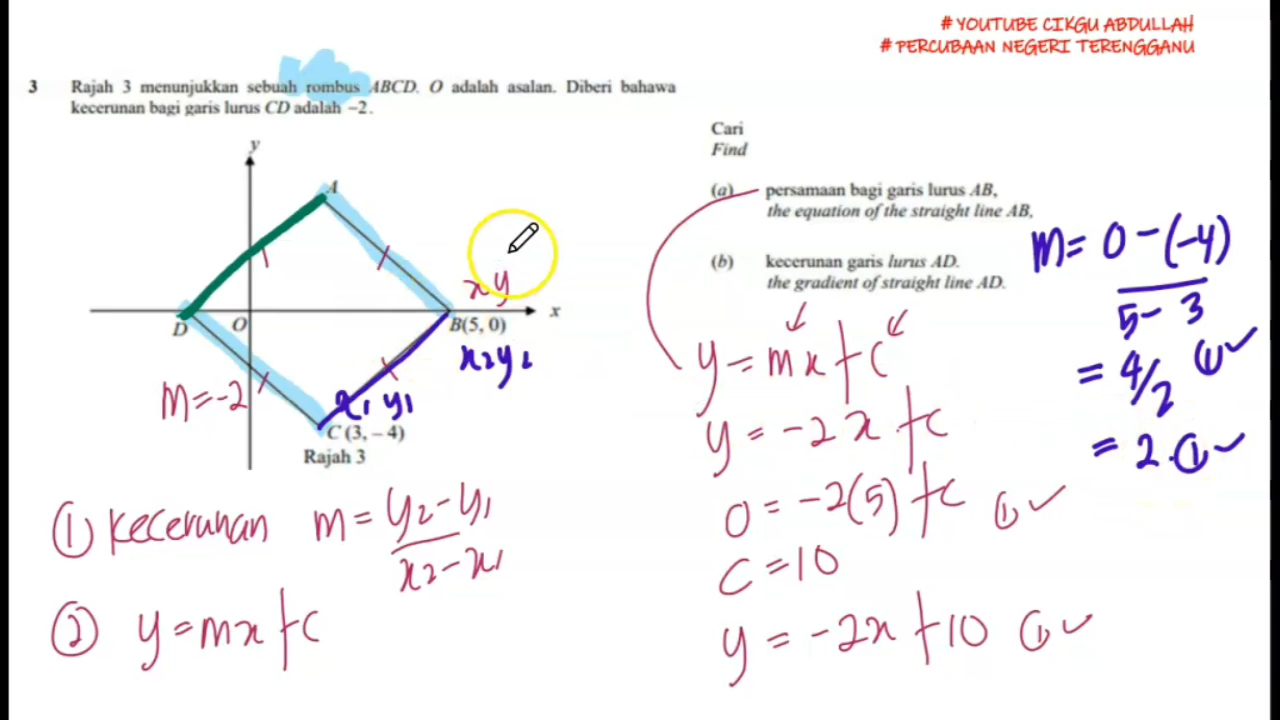 # YOUTUBE CIKGU ABDULLAH
# PERCUBAAN NEGERI TERENGGANU
3 Rajah 3 menunjukkan sebuah rombus ABCD. O adalah asalan. Diberi bahawa
kecerunan bagi garis lurus CD adalah −2.
y
A
D
O
B(5, 0)
x
C (3, – 4)
Rajah 3
x y
x₂ y₂
x₁ y₁
m = -2
① kecerunan m = y₂ - y₁
x₂ - x₁
② y = mx + c
Cari
Find
(a) persamaan bagi garis lurus AB,
the equation of the straight line AB,
(b) kecerunan garis lurus AD.
the gradient of straight line AD.
y = mx + c
y = -2x + c
0 = -2(5) + c ① ✓
c = 10
y = -2x + 10 ① ✓
m = 0 - (-4)
5 - 3
= 4/2 ① ✓
= 2. ① ✓